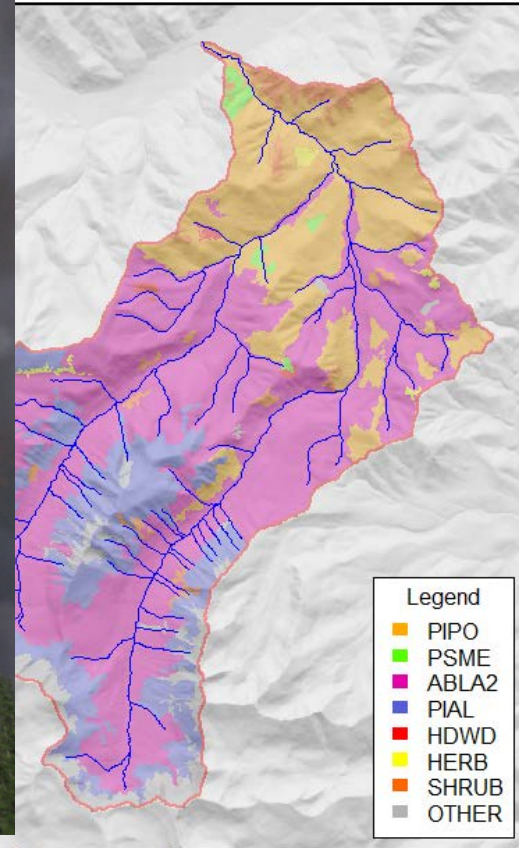 Legend
PIPO
PSME
ABLA2
PIAL
HDWD
HERB
SHRUB
OTHER